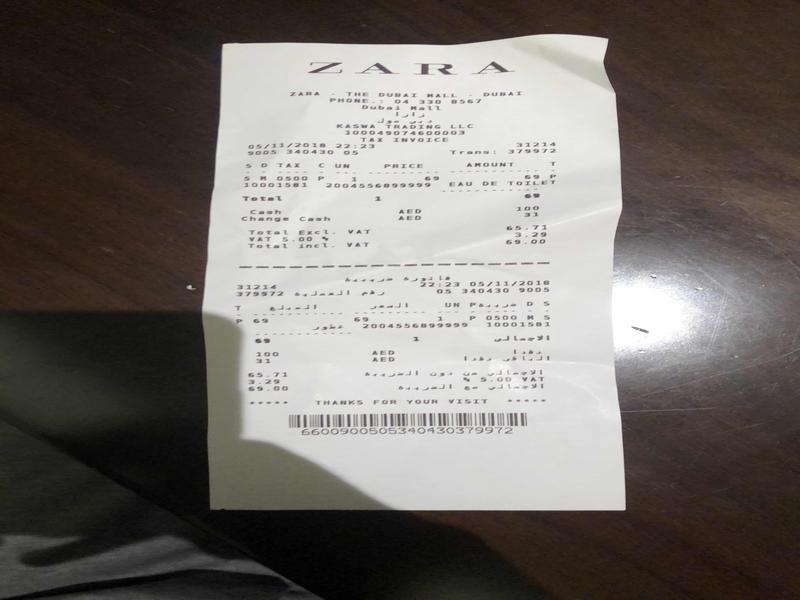 ZARA
ZARA - THE DUBAI MALL - DUBAI
PHONE.: 04 330 8567
Dubai Mall
زارا
دبي مول
KASWA TRADING LLC
100049074600003
TAX INVOICE
05/11/2018 22:23 31214
9005 340430 05 Trans: 379972
S D TAX C UN PRICE AMOUNT T
S M 0500 P 1 69 69 P
10001581 2004556899999 EAU DE TOILET
Total 1 69
Cash AED 100
Change Cash AED 31
Total Excl. VAT 65.71
VAT 5.00 % 3.29
Total incl. VAT 69.00
فاتورة ضريبية
31214 22:23 05/11/2018
379972 رقم العملية 05 340430 9005
T المبلغ السعر UN ضريبة P D S
P 69 69 1 P 0500 M S
عطور 2004556899999 10001581
69 1 الاجمالي
100 AED نقدا
31 AED الباقي نقدا
65.71 الاجمالي من دون الضريبة
3.29 % 5.00 VAT
69.00 الاجمالي مع الضريبة
***** THANKS FOR YOUR VISIT *****
6600900505340430379972